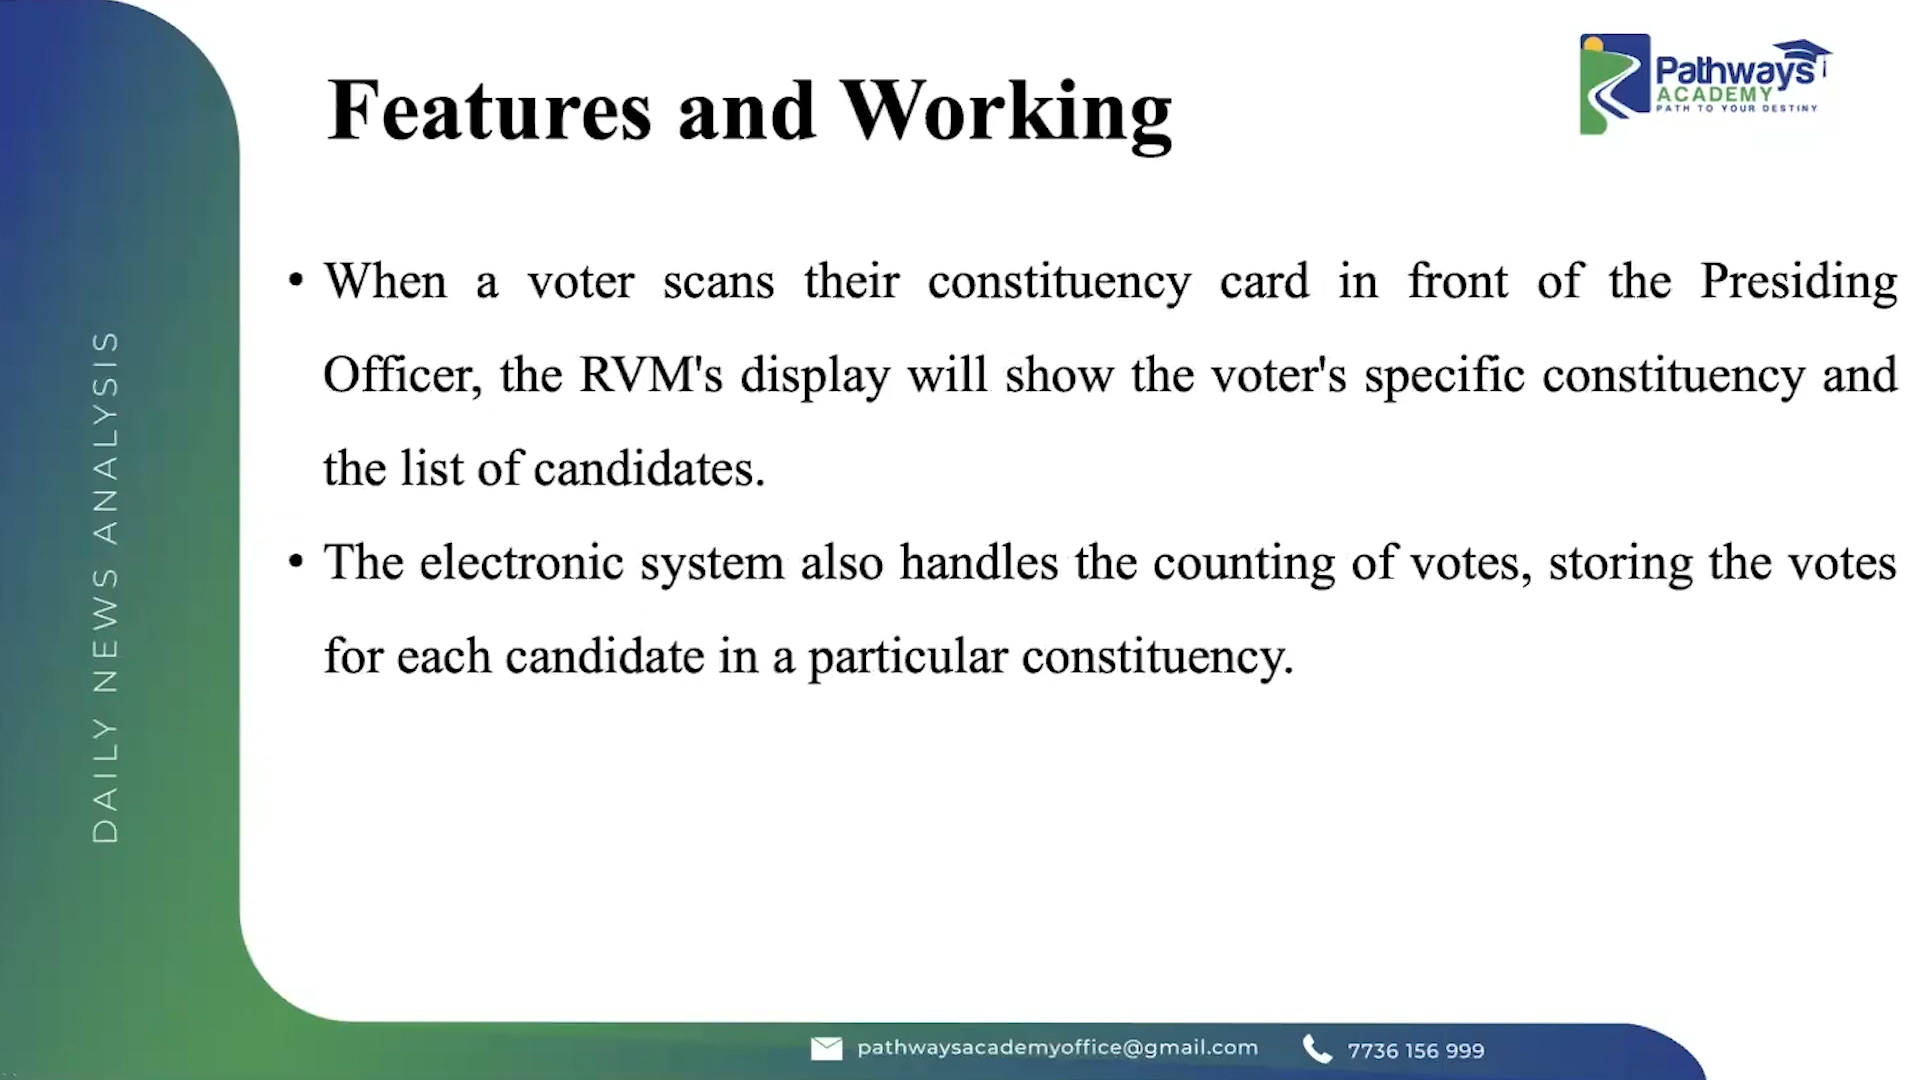 Features and Working
Pathways
ACADEMY
PATH TO YOUR DESTINY
• When a voter scans their constituency card in front of the Presiding
Officer, the RVM's display will show the voter's specific constituency and
the list of candidates.
• The electronic system also handles the counting of votes, storing the votes
for each candidate in a particular constituency.
DAILY NEWS ANALYSIS
pathwaysacademyoffice@gmail.com
7736 156 999